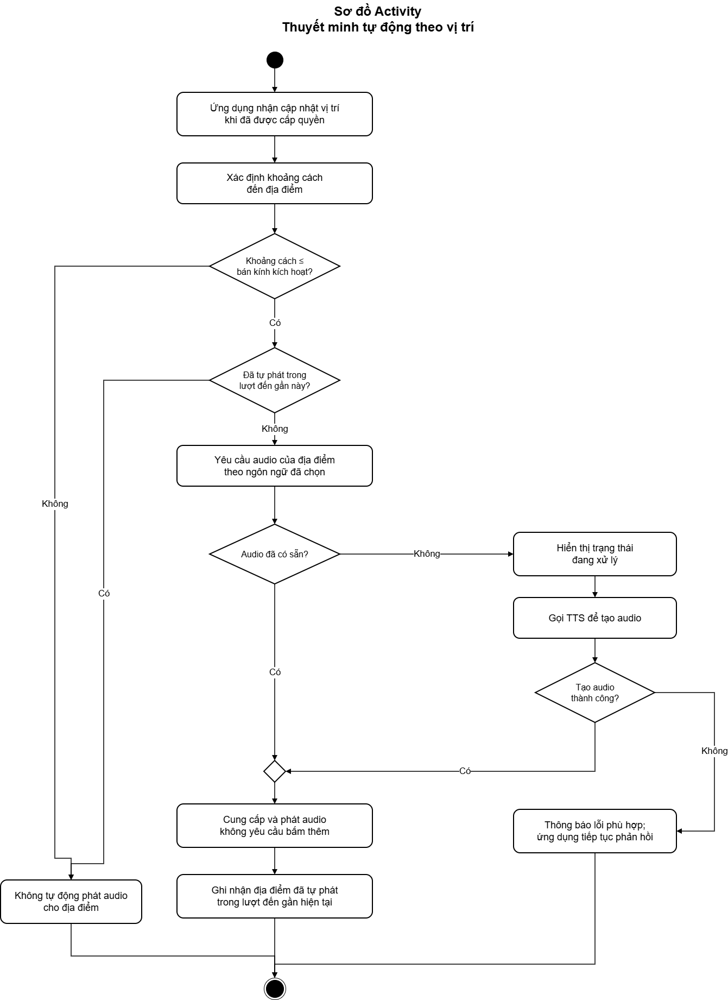 Sơ đồ Activity
Thuyết minh tự động theo vị trí
Ứng dụng nhận cập nhật vị trí
khi đã được cấp quyền
Xác định khoảng cách
đến địa điểm
Khoảng cách ≤
bán kính kích hoạt?
Có
Đã tự phát trong
lượt đến gần này?
Không
Yêu cầu audio của địa điểm
theo ngôn ngữ đã chọn
Không
Audio đã có sẵn?
Không
Hiển thị trạng thái
đang xử lý
Có
Gọi TTS để tạo audio
Có
Tạo audio
thành công?
Không
Có
Cung cấp và phát audio
không yêu cầu bấm thêm
Thông báo lỗi phù hợp;
ứng dụng tiếp tục phản hồi
Không tự động phát audio
cho địa điểm
Ghi nhận địa điểm đã tự phát
trong lượt đến gần hiện tại